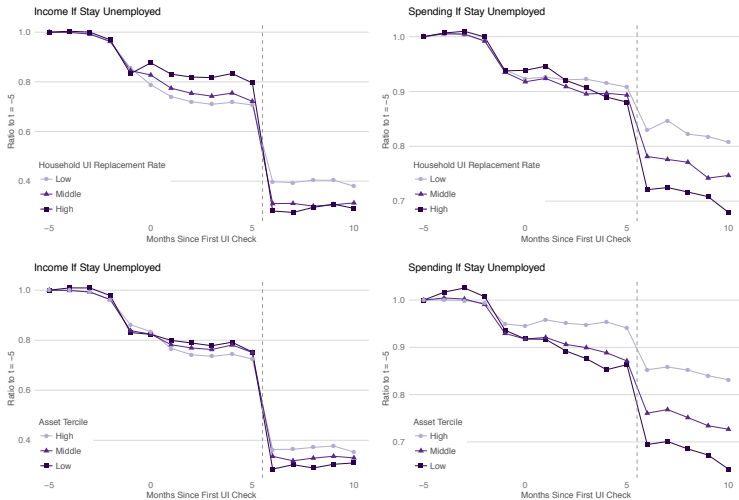 Income If Stay Unemployed
1.0
0.8
0.6
0.4
Ratio to t = −5
Household UI Replacement Rate
Low
Middle
High
−5
0
5
10
Months Since First UI Check
Spending If Stay Unemployed
1.0
0.9
0.8
0.7
Ratio to t = −5
Household UI Replacement Rate
Low
Middle
High
−5
0
5
10
Months Since First UI Check
Income If Stay Unemployed
1.0
0.8
0.6
0.4
Ratio to t = −5
Asset Tercile
High
Middle
Low
−5
0
5
10
Months Since First UI Check
Spending If Stay Unemployed
1.0
0.9
0.8
0.7
Ratio to t = −5
Asset Tercile
High
Middle
Low
−5
0
5
10
Months Since First UI Check